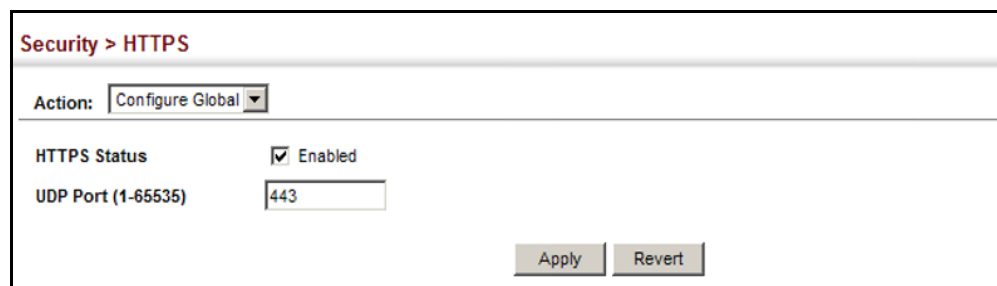 Security > HTTPS
Action: Configure Global
HTTPS Status Enabled
UDP Port (1-65535) 443
Apply Revert